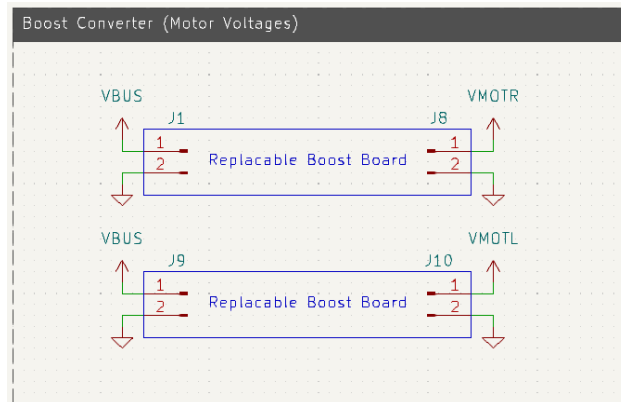 Boost Converter (Motor Voltages)
VBUS VMOTR
J1 J8
1 1
2 Replacable Boost Board 2
VBUS VMOTL
J9 J10
1 1
2 Replacable Boost Board 2